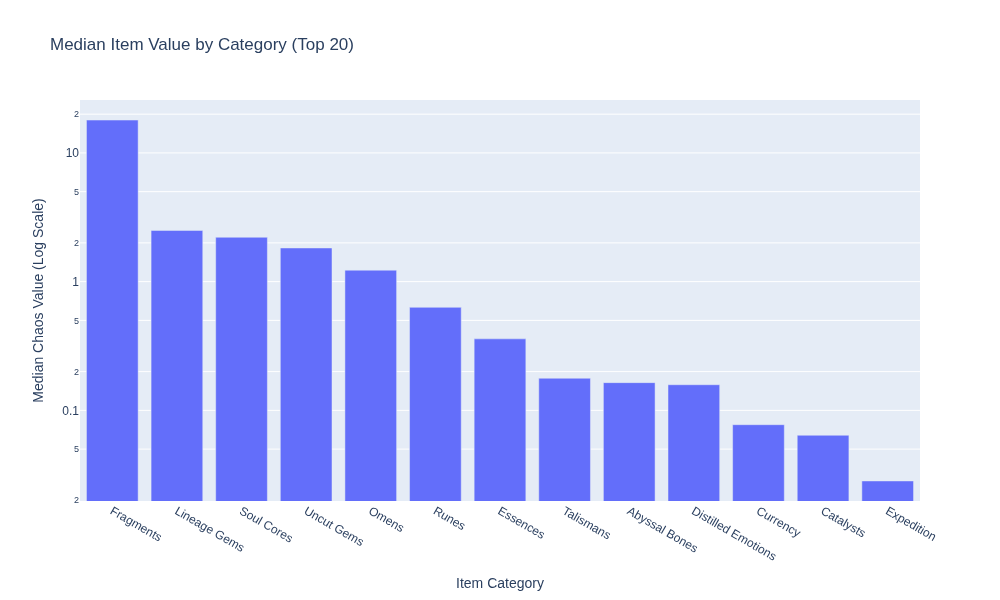 Median Item Value by Category (Top 20)
Median Chaos Value (Log Scale)
2
10
5
2
1
5
2
0.1
5
2
Fragments
Lineage Gems
Soul Cores
Uncut Gems
Omens
Runes
Essences
Talismans
Abyssal Bones
Distilled Emotions
Currency
Catalysts
Expedition
Item Category